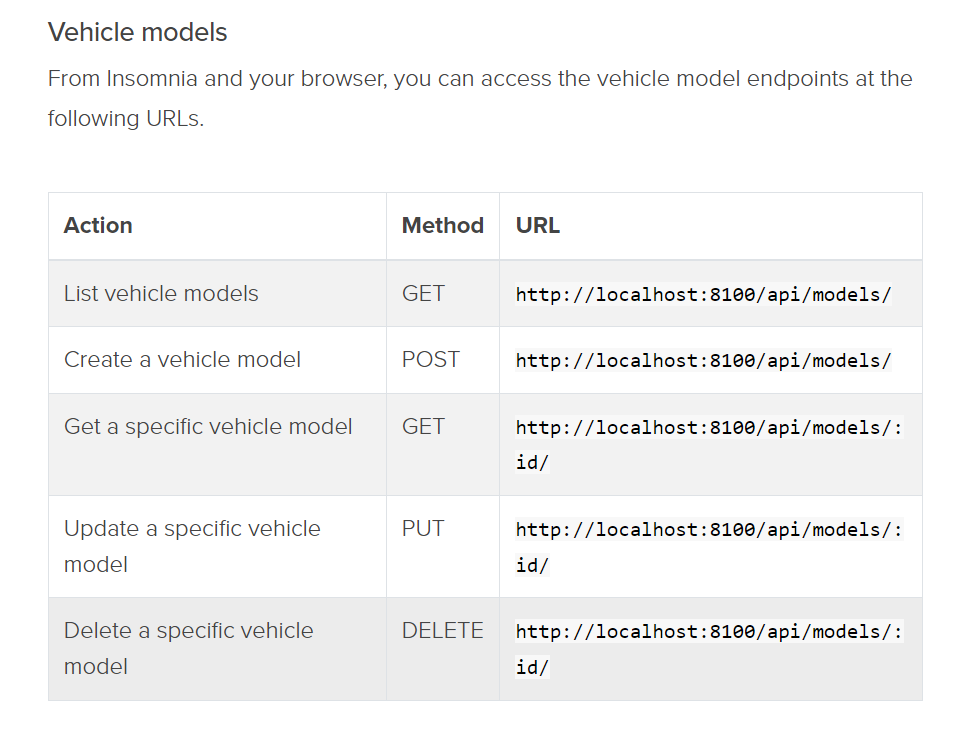 Vehicle models
From Insomnia and your browser, you can access the vehicle model endpoints at the
following URLs.
Action Method URL
List vehicle models GET http://localhost:8100/api/models/
Create a vehicle model POST http://localhost:8100/api/models/
Get a specific vehicle model GET http://localhost:8100/api/models/:
id/
Update a specific vehicle PUT http://localhost:8100/api/models/:
model id/
Delete a specific vehicle DELETE http://localhost:8100/api/models/:
model id/